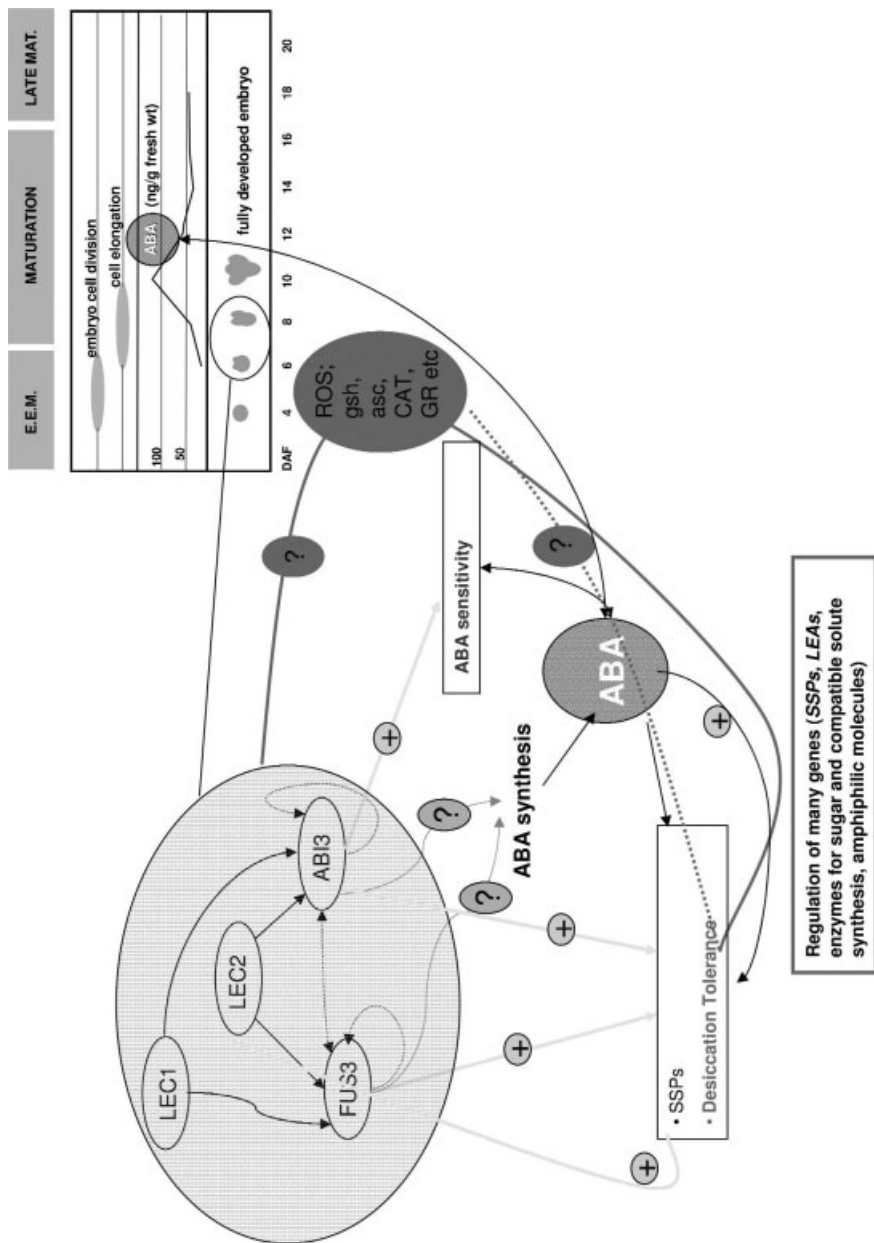 E.E.M.
MATURATION
LATE MAT.
embryo cell division
cell elongation
100
50
ABA
(ng/g fresh wt)
fully developed embryo
DAF 4 6 8 10 12 14 16 18 20
LEC1
LEC2
FUS3
ABI3
?
ROS;
gsh,
asc,
CAT,
GR etc
+
ABA sensitivity
?
?
?
ABA synthesis
ABA
+
+
+
+
• SSPs
• Desiccation Tolerance
Regulation of many genes (SSPs, LEAs,
enzymes for sugar and compatible solute
synthesis, amphiphilic molecules)